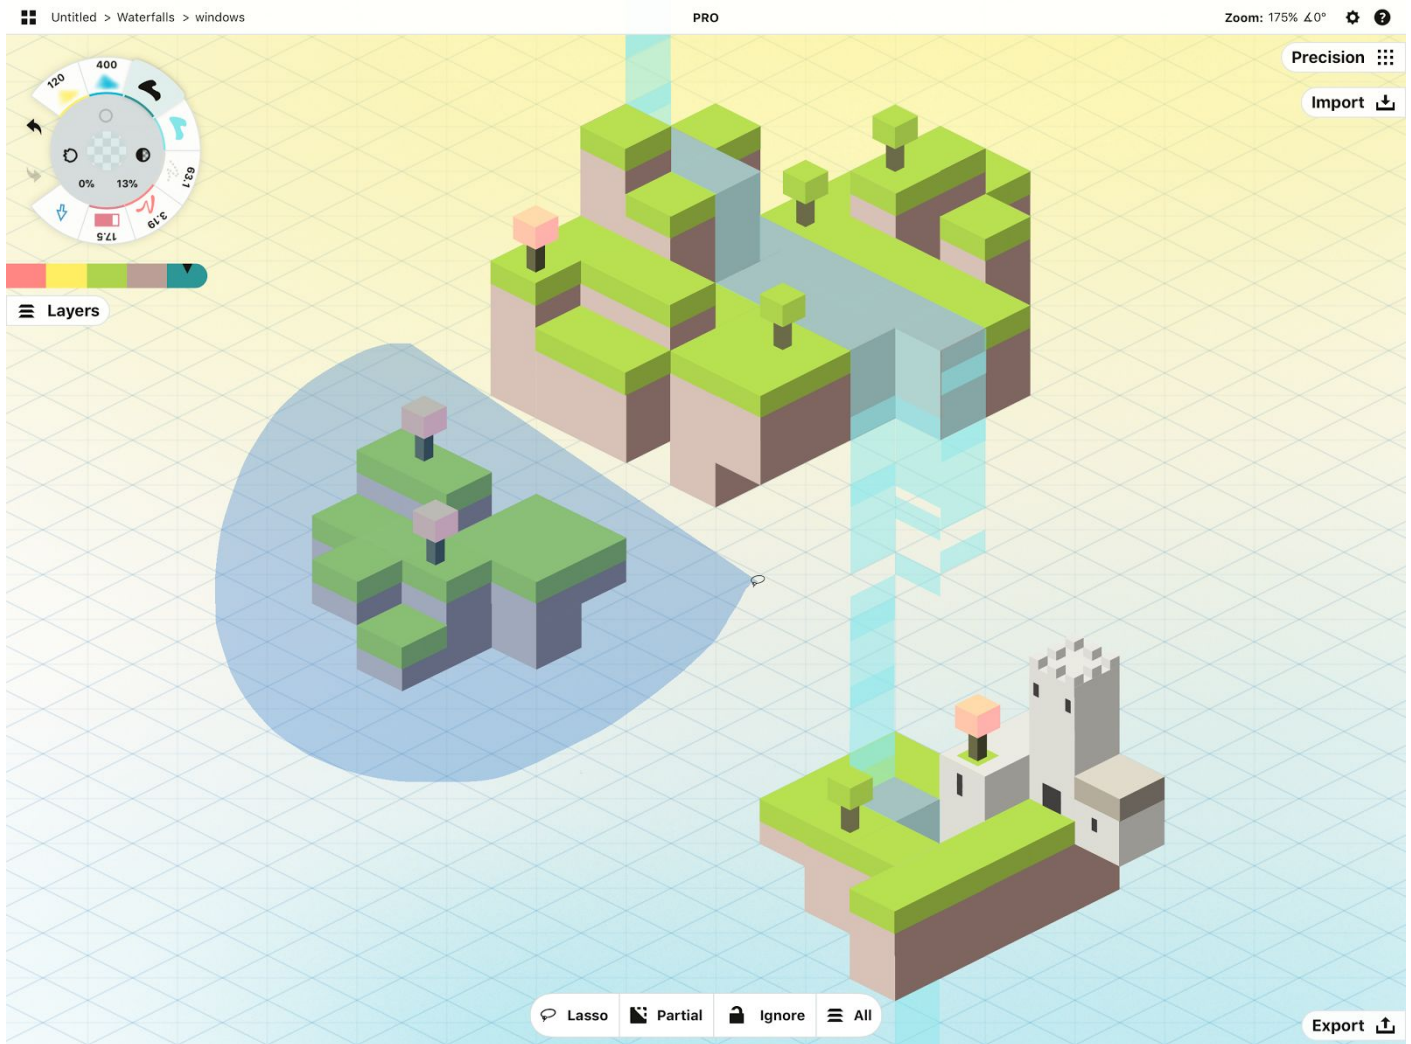 Untitled > Waterfalls > windows
PRO
Zoom: 175% ∡0°
Precision
Import
120
400
63.1
3.19
17.5
0%
13%
Layers
Lasso
Partial
Ignore
All
Export